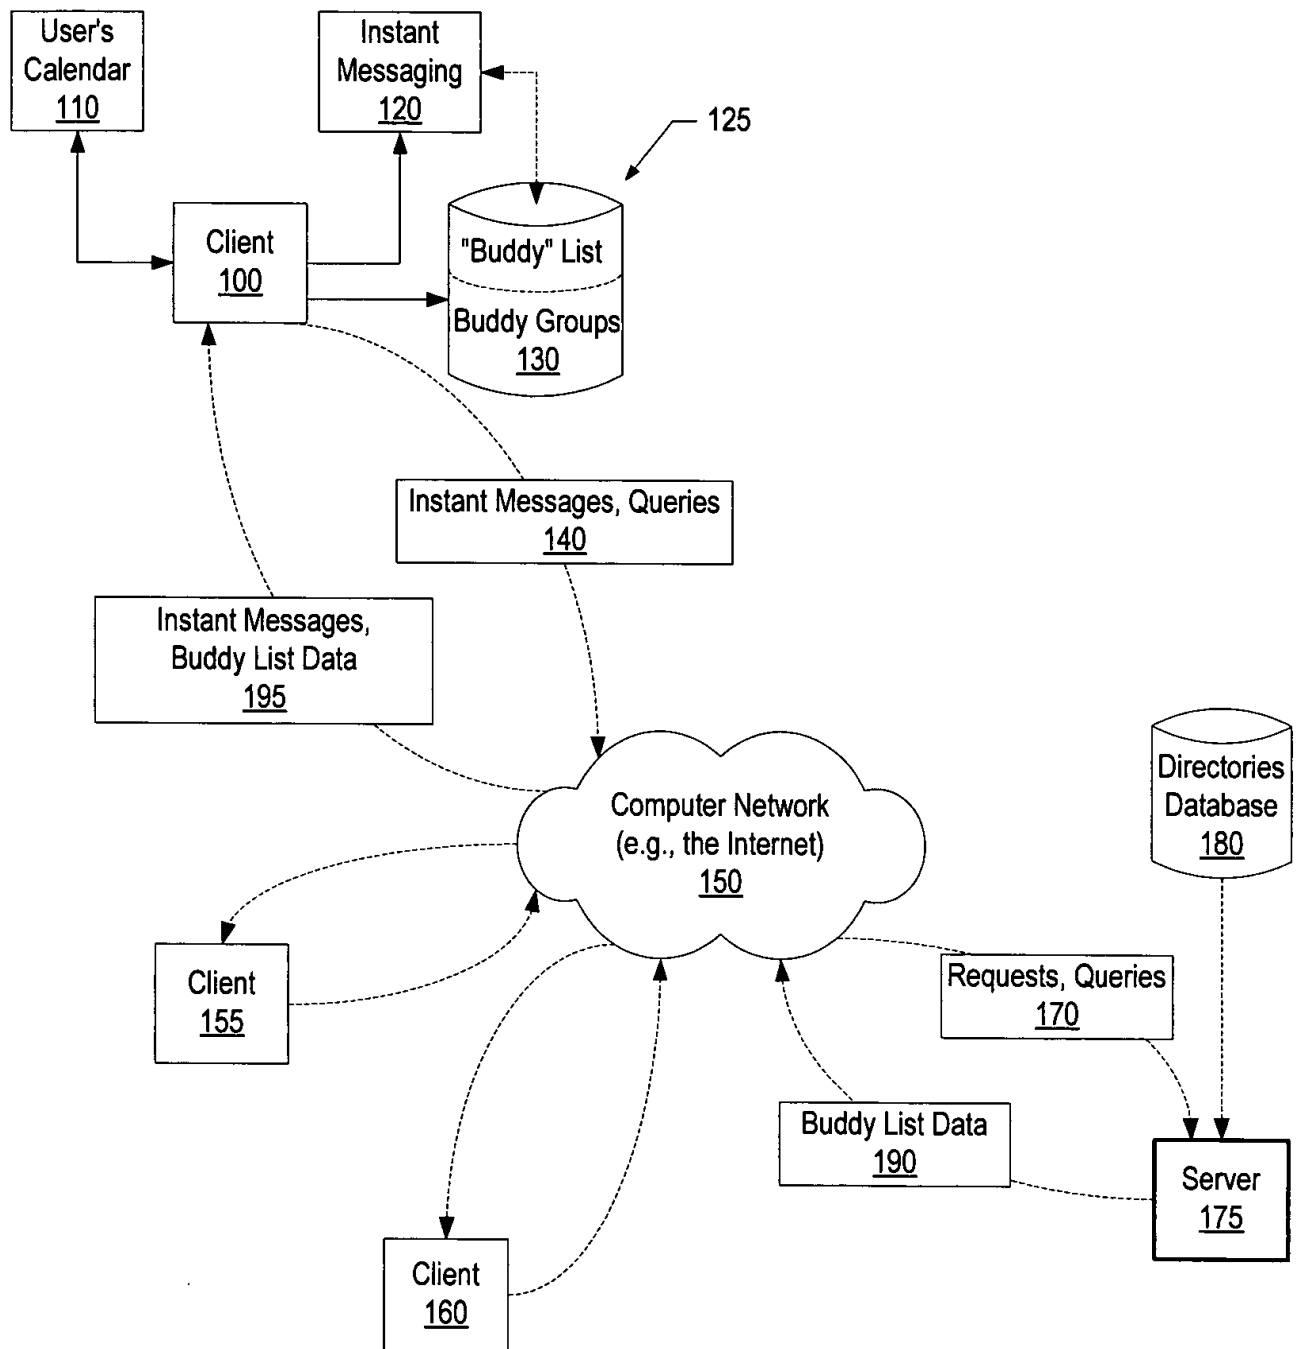 User's
Calendar
110
Instant
Messaging
120
125
Client
100
"Buddy" List
Buddy Groups
130
Instant Messages, Queries
140
Instant Messages,
Buddy List Data
195
Computer Network
(e.g., the Internet)
150
Directories
Database
180
Client
155
Requests, Queries
170
Buddy List Data
190
Server
175
Client
160